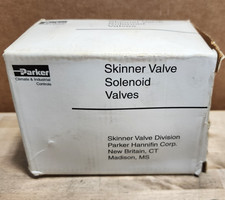 Parker
Climate & Industrial
Controls
Skinner Valve
Solenoid
Valves
Skinner Valve Division
Parker Hannifin Corp.
New Britain, CT
Madison, MS